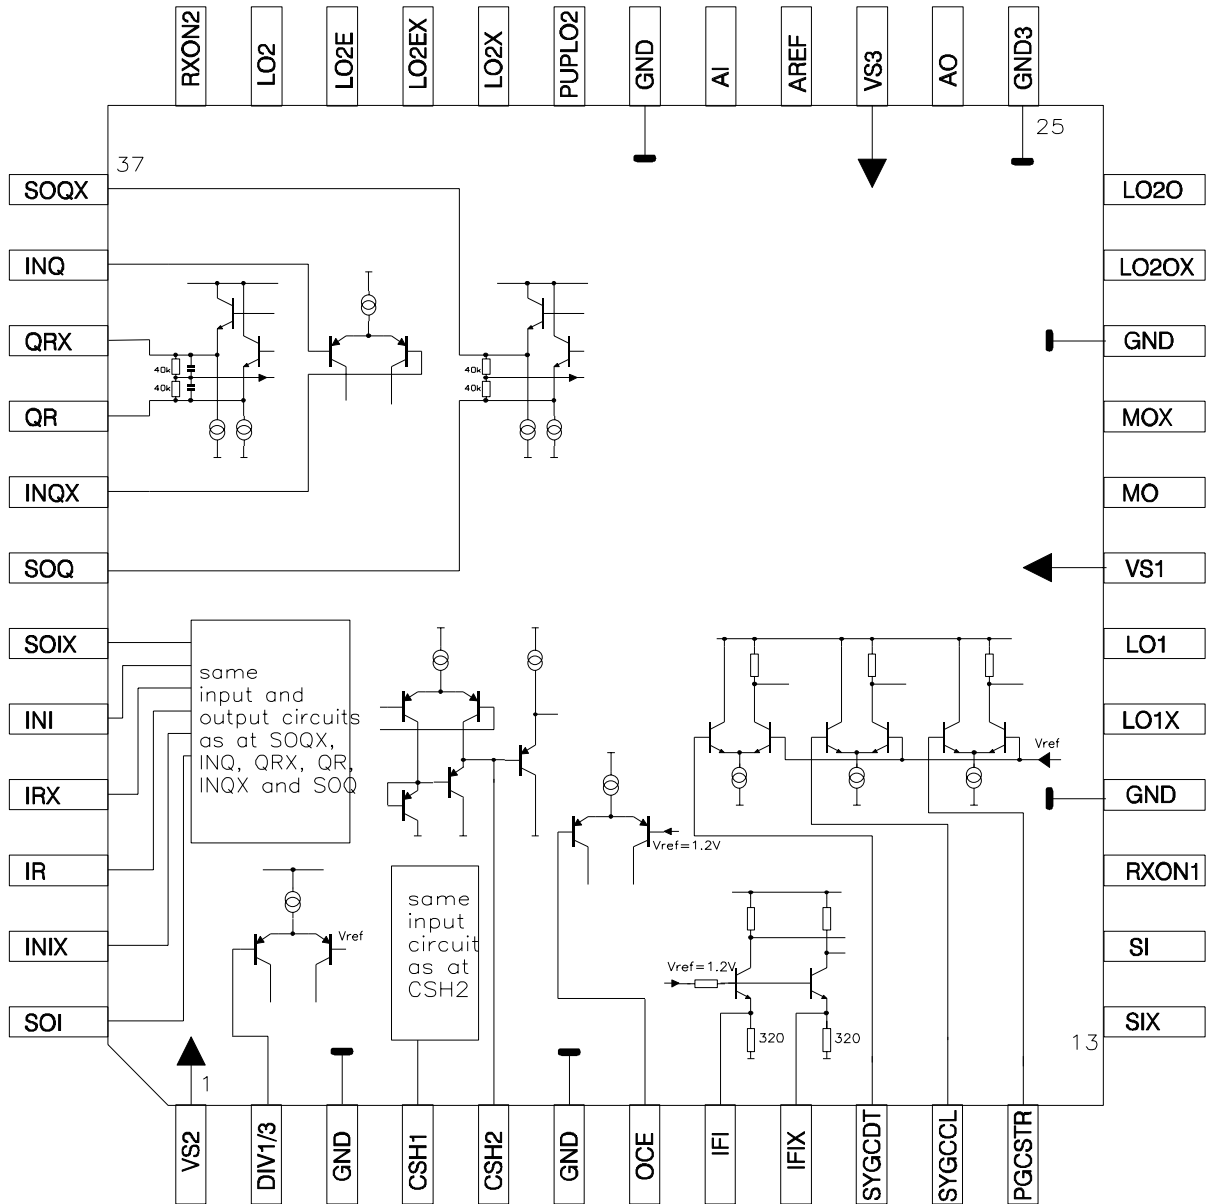 RXON2
LO2
LO2E
LO2EX
LO2X
PUPLO2
GND
AI
AREF
VS3
AO
GND3
37
25
SOQX
INQ
QRX
QR
INQX
SOQ
SOIX
INI
IRX
IR
INIX
SOI
40k
40k
40k
40k
LO2O
LO2OX
GND
MOX
MO
VS1
LO1
LO1X
GND
RXON1
SI
SIX
same
input and
output circuits
as at SOQX,
INQ, QRX, QR,
INQX and SOQ
Vref
Vref=1.2V
Vref
same
input
circuit
as at
CSH2
Vref=1.2V
320
320
13
1
VS2
DIV1/3
GND
CSH1
CSH2
GND
OCE
IFI
IFIX
SYGCDT
SYGCCL
PGCSTR